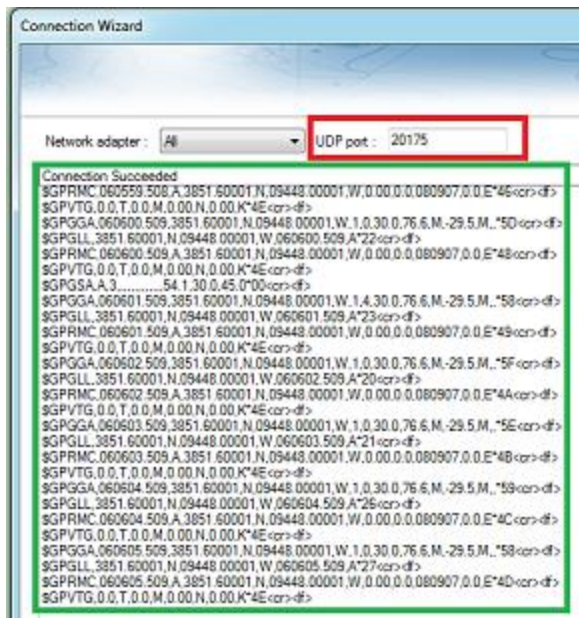 Connection Wizard
Network adapter : All UDP port : 20175
Connection Succeeded
$GPRMC,060559.508,A,3851.60001,N,09448.00001,W,0.00,0.0,080907,0.0,E*46<cr><lf>
$GPVTG,0.0,T,0.0,M,0.00,N,0.00,K*4E<cr><lf>
$GPGGA,060600.509,3851.60001,N,09448.00001,W,1,0,30.0,76.6,M,-29.5,M,,*5D<cr><lf>
$GPGLL,3851.60001,N,09448.00001,W,060600.509,A*22<cr><lf>
$GPRMC,060600.509,A,3851.60001,N,09448.00001,W,0.00,0.0,080907,0.0,E*48<cr><lf>
$GPVTG,0.0,T,0.0,M,0.00,N,0.00,K*4E<cr><lf>
$GPGSA,A,3,,,,,,,,,,,,,54.1,30.0,45.0*00<cr><lf>
$GPGGA,060601.509,3851.60001,N,09448.00001,W,1,4,30.0,76.6,M,-29.5,M,,*58<cr><lf>
$GPGLL,3851.60001,N,09448.00001,W,060601.509,A*23<cr><lf>
$GPRMC,060601.509,A,3851.60001,N,09448.00001,W,0.00,0.0,080907,0.0,E*49<cr><lf>
$GPVTG,0.0,T,0.0,M,0.00,N,0.00,K*4E<cr><lf>
$GPGGA,060602.509,3851.60001,N,09448.00001,W,1,0,30.0,76.6,M,-29.5,M,,*5F<cr><lf>
$GPGLL,3851.60001,N,09448.00001,W,060602.509,A*20<cr><lf>
$GPRMC,060602.509,A,3851.60001,N,09448.00001,W,0.00,0.0,080907,0.0,E*4A<cr><lf>
$GPVTG,0.0,T,0.0,M,0.00,N,0.00,K*4E<cr><lf>
$GPGGA,060603.509,3851.60001,N,09448.00001,W,1,0,30.0,76.6,M,-29.5,M,,*5E<cr><lf>
$GPGLL,3851.60001,N,09448.00001,W,060603.509,A*21<cr><lf>
$GPRMC,060603.509,A,3851.60001,N,09448.00001,W,0.00,0.0,080907,0.0,E*4B<cr><lf>
$GPVTG,0.0,T,0.0,M,0.00,N,0.00,K*4E<cr><lf>
$GPGGA,060604.509,3851.60001,N,09448.00001,W,1,0,30.0,76.6,M,-29.5,M,,*59<cr><lf>
$GPGLL,3851.60001,N,09448.00001,W,060604.509,A*26<cr><lf>
$GPRMC,060604.509,A,3851.60001,N,09448.00001,W,0.00,0.0,080907,0.0,E*4C<cr><lf>
$GPVTG,0.0,T,0.0,M,0.00,N,0.00,K*4E<cr><lf>
$GPGGA,060605.509,3851.60001,N,09448.00001,W,1,0,30.0,76.6,M,-29.5,M,,*58<cr><lf>
$GPGLL,3851.60001,N,09448.00001,W,060605.509,A*27<cr><lf>
$GPRMC,060605.509,A,3851.60001,N,09448.00001,W,0.00,0.0,080907,0.0,E*4D<cr><lf>
$GPVTG,0.0,T,0.0,M,0.00,N,0.00,K*4E<cr><lf>